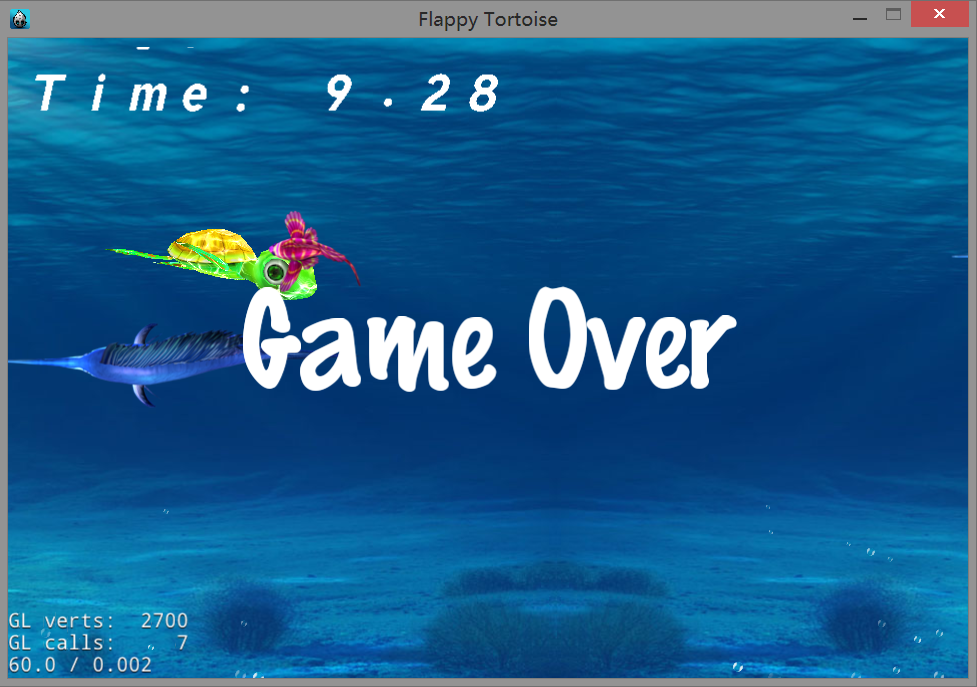 Flappy Tortoise
Time: 9.28
Game Over
GL verts: 2700
GL calls: 7
60.0 / 0.002